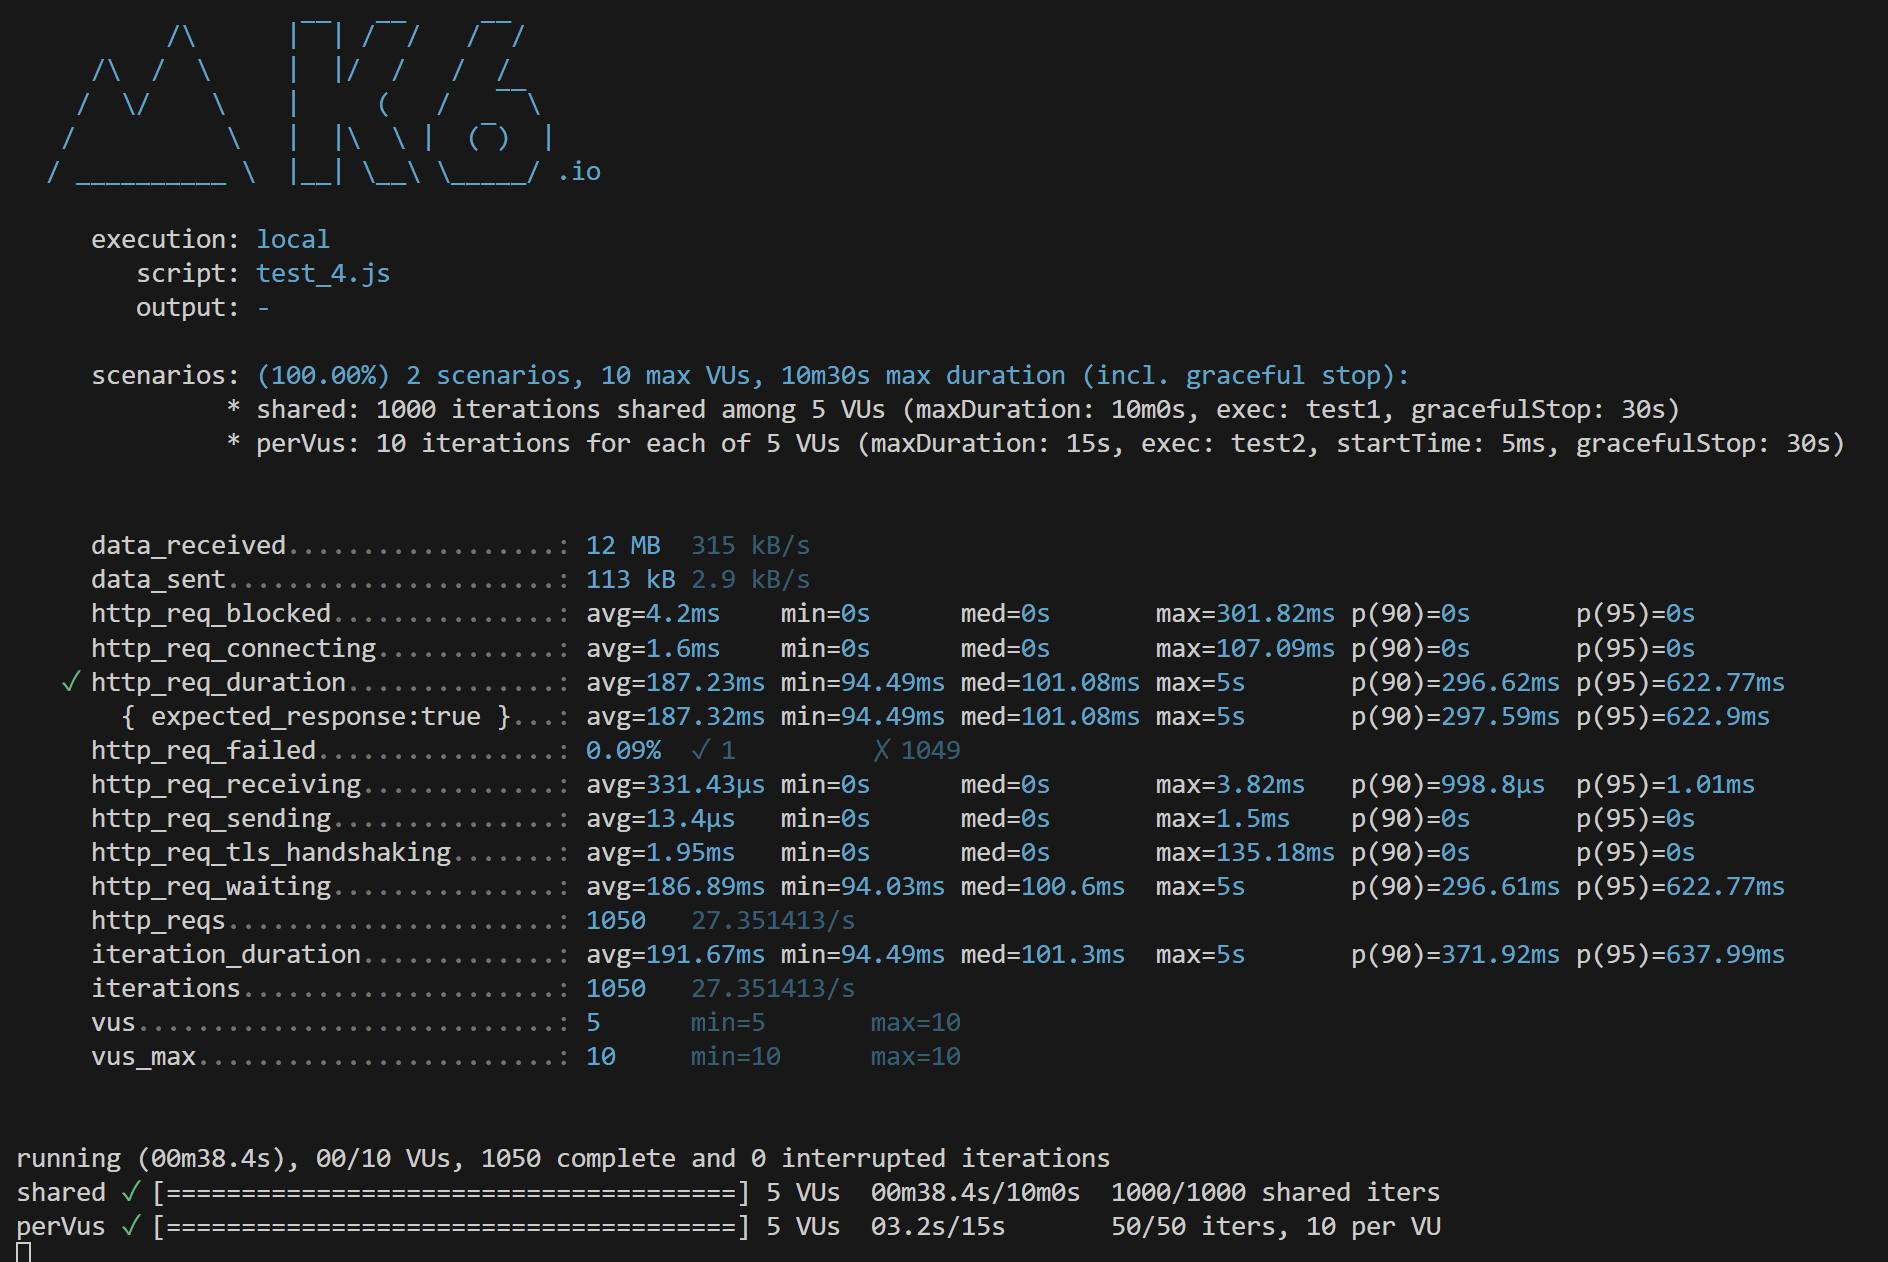 /\      |‾‾| /‾‾/   /‾‾/
     /\  /  \     |  |/  /   /  /
    /  \/    \    |     (   /   ‾‾\
   /          \   |  |\  \ |  (‾)  |
  / __________ \  |__| \__\ \_____/ .io

     execution: local
        script: test_4.js
        output: -

     scenarios: (100.00%) 2 scenarios, 10 max VUs, 10m30s max duration (incl. graceful stop):
              * shared: 1000 iterations shared among 5 VUs (maxDuration: 10m0s, exec: test1, gracefulStop: 30s)
              * perVus: 10 iterations for each of 5 VUs (maxDuration: 15s, exec: test2, startTime: 5ms, gracefulStop: 30s)

     data_received..................: 12 MB  315 kB/s
     data_sent......................: 113 kB 2.9 kB/s
     http_req_blocked...............: avg=4.2ms    min=0s      med=0s       max=301.82ms p(90)=0s       p(95)=0s
     http_req_connecting............: avg=1.6ms    min=0s      med=0s       max=107.09ms p(90)=0s       p(95)=0s
   ✓ http_req_duration..............: avg=187.23ms min=94.49ms med=101.08ms max=5s       p(90)=296.62ms p(95)=622.77ms
       { expected_response:true }...: avg=187.32ms min=94.49ms med=101.08ms max=5s       p(90)=297.59ms p(95)=622.9ms
     http_req_failed................: 0.09%  ✓ 1         ✗ 1049
     http_req_receiving.............: avg=331.43µs min=0s      med=0s       max=3.82ms   p(90)=998.8µs  p(95)=1.01ms
     http_req_sending...............: avg=13.4µs   min=0s      med=0s       max=1.5ms    p(90)=0s       p(95)=0s
     http_req_tls_handshaking.......: avg=1.95ms   min=0s      med=0s       max=135.18ms p(90)=0s       p(95)=0s
     http_req_waiting...............: avg=186.89ms min=94.03ms med=100.6ms  max=5s       p(90)=296.61ms p(95)=622.77ms
     http_reqs......................: 1050   27.351413/s
     iteration_duration.............: avg=191.67ms min=94.49ms med=101.3ms  max=5s       p(90)=371.92ms p(95)=637.99ms
     iterations.....................: 1050   27.351413/s
     vus............................: 5      min=5       max=10
     vus_max........................: 10     min=10      max=10

running (00m38.4s), 00/10 VUs, 1050 complete and 0 interrupted iterations
shared ✓ [======================================] 5 VUs  00m38.4s/10m0s  1000/1000 shared iters
perVus ✓ [======================================] 5 VUs  03.2s/15s       50/50 iters, 10 per VU